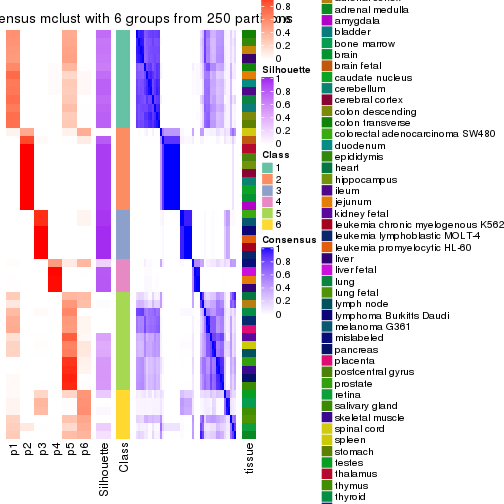 ensus mclust with 6 groups from 250 partitions
0.8
0.6
0.4
0.2
0
Silhouette
1
0.8
0.6
0.4
0.2
0
Class
1
2
3
4
5
6
Consensus
1
0.8
0.6
0.4
0.2
0
p1
p2
p3
p4
p5
p6
Silhouette
Class
tissue
adrenal medulla
amygdala
bladder
bone marrow
brain
brain fetal
caudate nucleus
cerebellum
cerebral cortex
colon descending
colon transverse
colorectal adenocarcinoma SW480
duodenum
epididymis
heart
hippocampus
ileum
jejunum
kidney fetal
leukemia chronic myelogenous K562
leukemia lymphoblastic MOLT-4
leukemia promyelocytic HL-60
liver
liver fetal
lung
lung fetal
lymph node
lymphoma Burkitts Daudi
melanoma G361
mislabeled
pancreas
placenta
postcentral gyrus
prostate
retina
salivary gland
skeletal muscle
spinal cord
spleen
stomach
testes
thalamus
thymus
thyroid